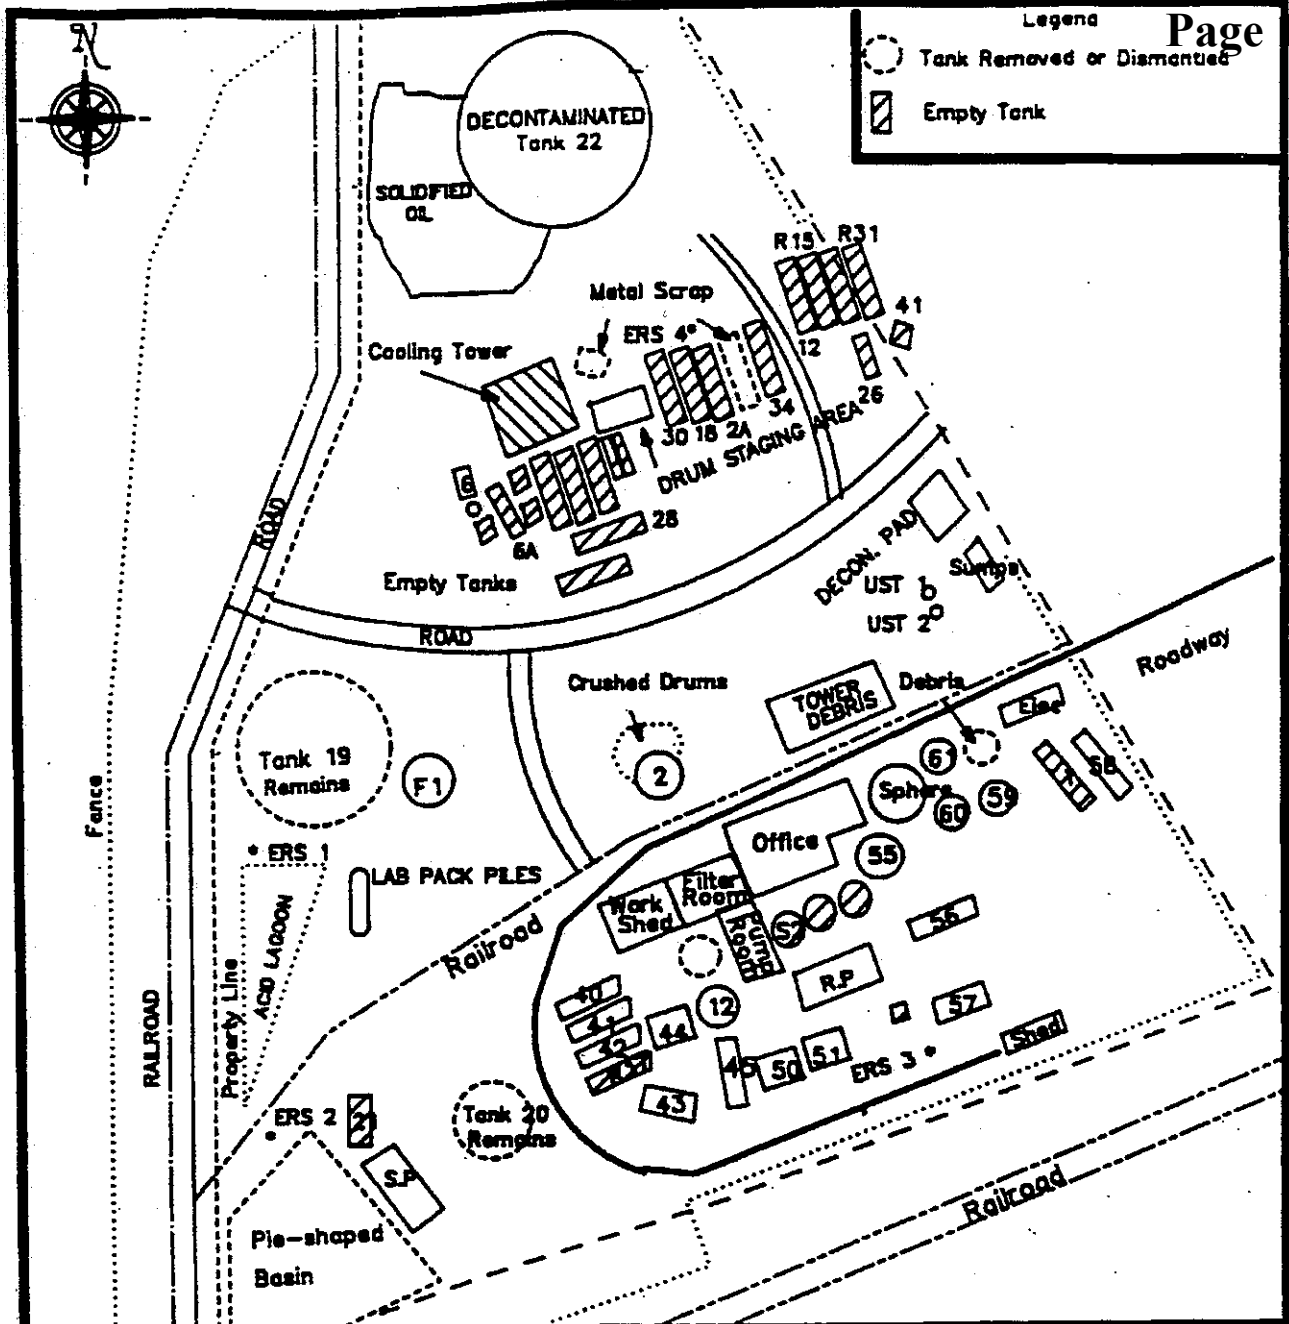 N
Legend
Page
Tank Removed or Dismantled
Empty Tank
DECONTAMINATED
Tank 22
SOLIDIFIED
OIL
R15
R31
41
Metal Scrap
ERS 4
Cooling Tower
12
26
34
30
18
2A
DRUM STAGING AREA
6
28
6A
Empty Tanks
ROAD
ROAD
DECON. PAD
Sumps
UST 1
UST 2
Roadway
Crushed Drums
TOWER
DEBRIS
Debris
Elec
Tank 19
Remains
F1
2
61
Sphere
58
60
59
Office
55
Fence
* ERS 1
LAB PACK PILES
Filter
Room
Work
Shed
Pump
Room
52
56
ACID LAGOON
Railroad
R.P
40
41
42
44
12
57
Shed
Property Line
RAILROAD
45
50
51
ERS 3 *
43
ERS 2
21
Tank 20
Remains
S.P
Railroad
Pie-shaped
Basin